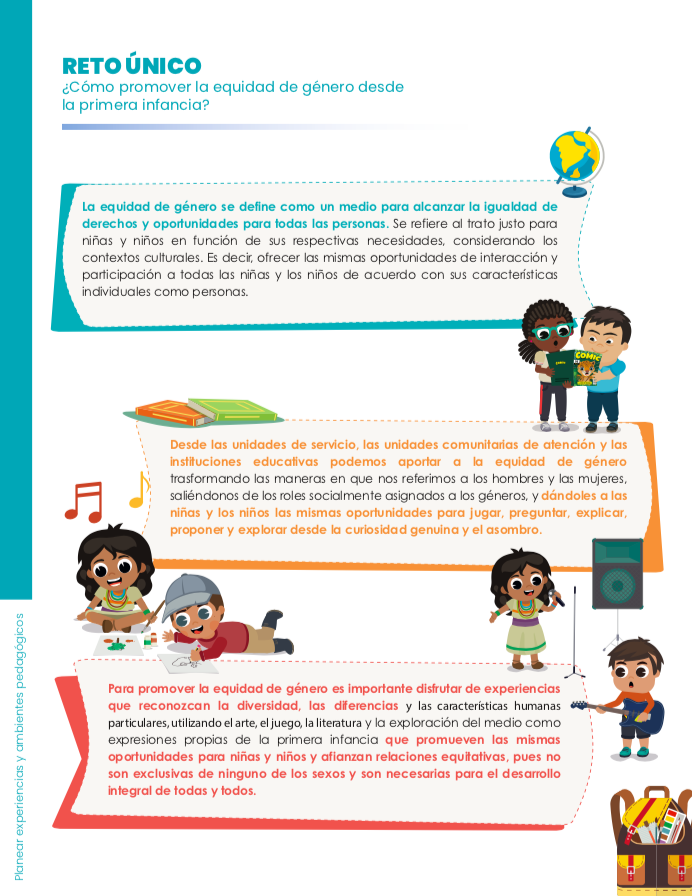 RETO ÚNICO
¿Cómo promover la equidad de género desde
la primera infancia?
La equidad de género se define como un medio para alcanzar la igualdad de
derechos y oportunidades para todas las personas. Se refiere al trato justo para
niñas y niños en función de sus respectivas necesidades, considerando los
contextos culturales. Es decir, ofrecer las mismas oportunidades de interacción y
participación a todas las niñas y los niños de acuerdo con sus características
individuales como personas.
COMIC
Desde las unidades de servicio, las unidades comunitarias de atención y las
instituciones educativas podemos aportar a la equidad de género
trasformando las maneras en que nos referimos a los hombres y las mujeres,
saliéndonos de los roles socialmente asignados a los géneros, y dándoles a las
niñas y los niños las mismas oportunidades para jugar, preguntar, explicar,
proponer y explorar desde la curiosidad genuina y el asombro.
Para promover la equidad de género es importante disfrutar de experiencias
que reconozcan la diversidad, las diferencias y las características humanas
particulares, utilizando el arte, el juego, la literatura y la exploración del medio como
expresiones propias de la primera infancia que promueven las mismas
oportunidades para niñas y niños y afianzan relaciones equitativas, pues no
son exclusivas de ninguno de los sexos y son necesarias para el desarrollo
integral de todas y todos.
Planear experiencias y ambientes pedagógicos